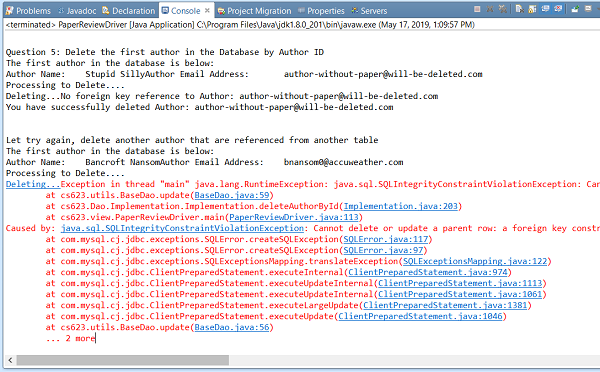 Problems Javadoc Declaration Console Project Migration Properties Servers
<terminated> PaperReviewDriver [Java Application] C:\Program Files\Java\jdk1.8.0_201\bin\javaw.exe (May 17, 2019, 1:09:57 PM)
Question 5: Delete the first author in the Database by Author ID
The first author in the database is below:
Author Name: Stupid SillyAuthor Email Address: author-without-paper@will-be-deleted.com
Processing to Delete....
Deleting...No foreign key reference to Author: author-without-paper@will-be-deleted.com
You have successfully deleted Author: author-without-paper@will-be-deleted.com
Let try again, delete another author that are referenced from another table
The first author in the database is below:
Author Name: Bancroft NansomAuthor Email Address: bnansom0@accuweather.com
Processing to Delete....
Deleting...Exception in thread "main" java.lang.RuntimeException: java.sql.SQLIntegrityConstraintViolationException: Can
at cs623.utils.BaseDao.update(BaseDao.java:59)
at cs623.Dao.Implementation.Implementation.deleteAuthorById(Implementation.java:203)
at cs623.view.PaperReviewDriver.main(PaperReviewDriver.java:113)
Caused by: java.sql.SQLIntegrityConstraintViolationException: Cannot delete or update a parent row: a foreign key constr
at com.mysql.cj.jdbc.exceptions.SQLError.createSQLException(SQLError.java:117)
at com.mysql.cj.jdbc.exceptions.SQLError.createSQLException(SQLError.java:97)
at com.mysql.cj.jdbc.exceptions.SQLExceptionsMapping.translateException(SQLExceptionsMapping.java:122)
at com.mysql.cj.jdbc.ClientPreparedStatement.executeInternal(ClientPreparedStatement.java:974)
at com.mysql.cj.jdbc.ClientPreparedStatement.executeUpdateInternal(ClientPreparedStatement.java:1113)
at com.mysql.cj.jdbc.ClientPreparedStatement.executeUpdateInternal(ClientPreparedStatement.java:1061)
at com.mysql.cj.jdbc.ClientPreparedStatement.executeLargeUpdate(ClientPreparedStatement.java:1381)
at com.mysql.cj.jdbc.ClientPreparedStatement.executeUpdate(ClientPreparedStatement.java:1046)
at cs623.utils.BaseDao.update(BaseDao.java:56)
... 2 more